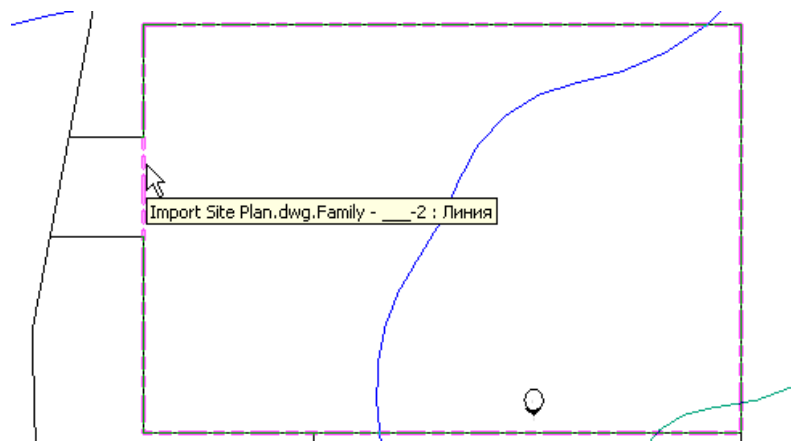 Import Site Plan.dwg.Family - ___-2 : Линия